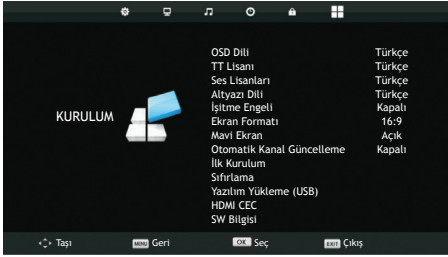 OSD Dili Türkçe
TT Lisanı Türkçe
Ses Lisanları Türkçe
Altyazı Dili Türkçe
İşitme Engeli Kapalı
KURULUM
Ekran Formatı 16:9
Mavi Ekran Açık
Otomatik Kanal Güncelleme Kapalı
İlk Kurulum
Sıfırlama
Yazılım Yükleme (USB)
HDMI CEC
SW Bilgisi
Taşı MENU Geri OK Seç EXIT Çıkış